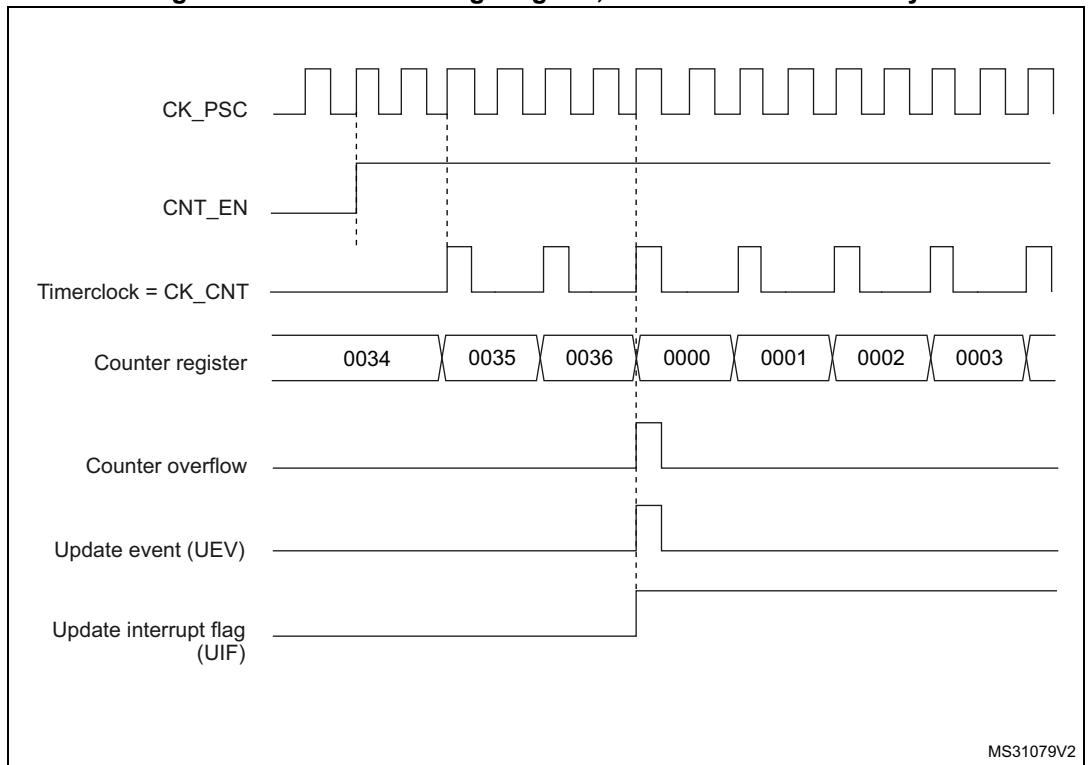 CK_PSC
CNT_EN
Timerclock = CK_CNT
Counter register
0034 0035 0036 0000 0001 0002 0003
Counter overflow
Update event (UEV)
Update interrupt flag
(UIF)
MS31079V2